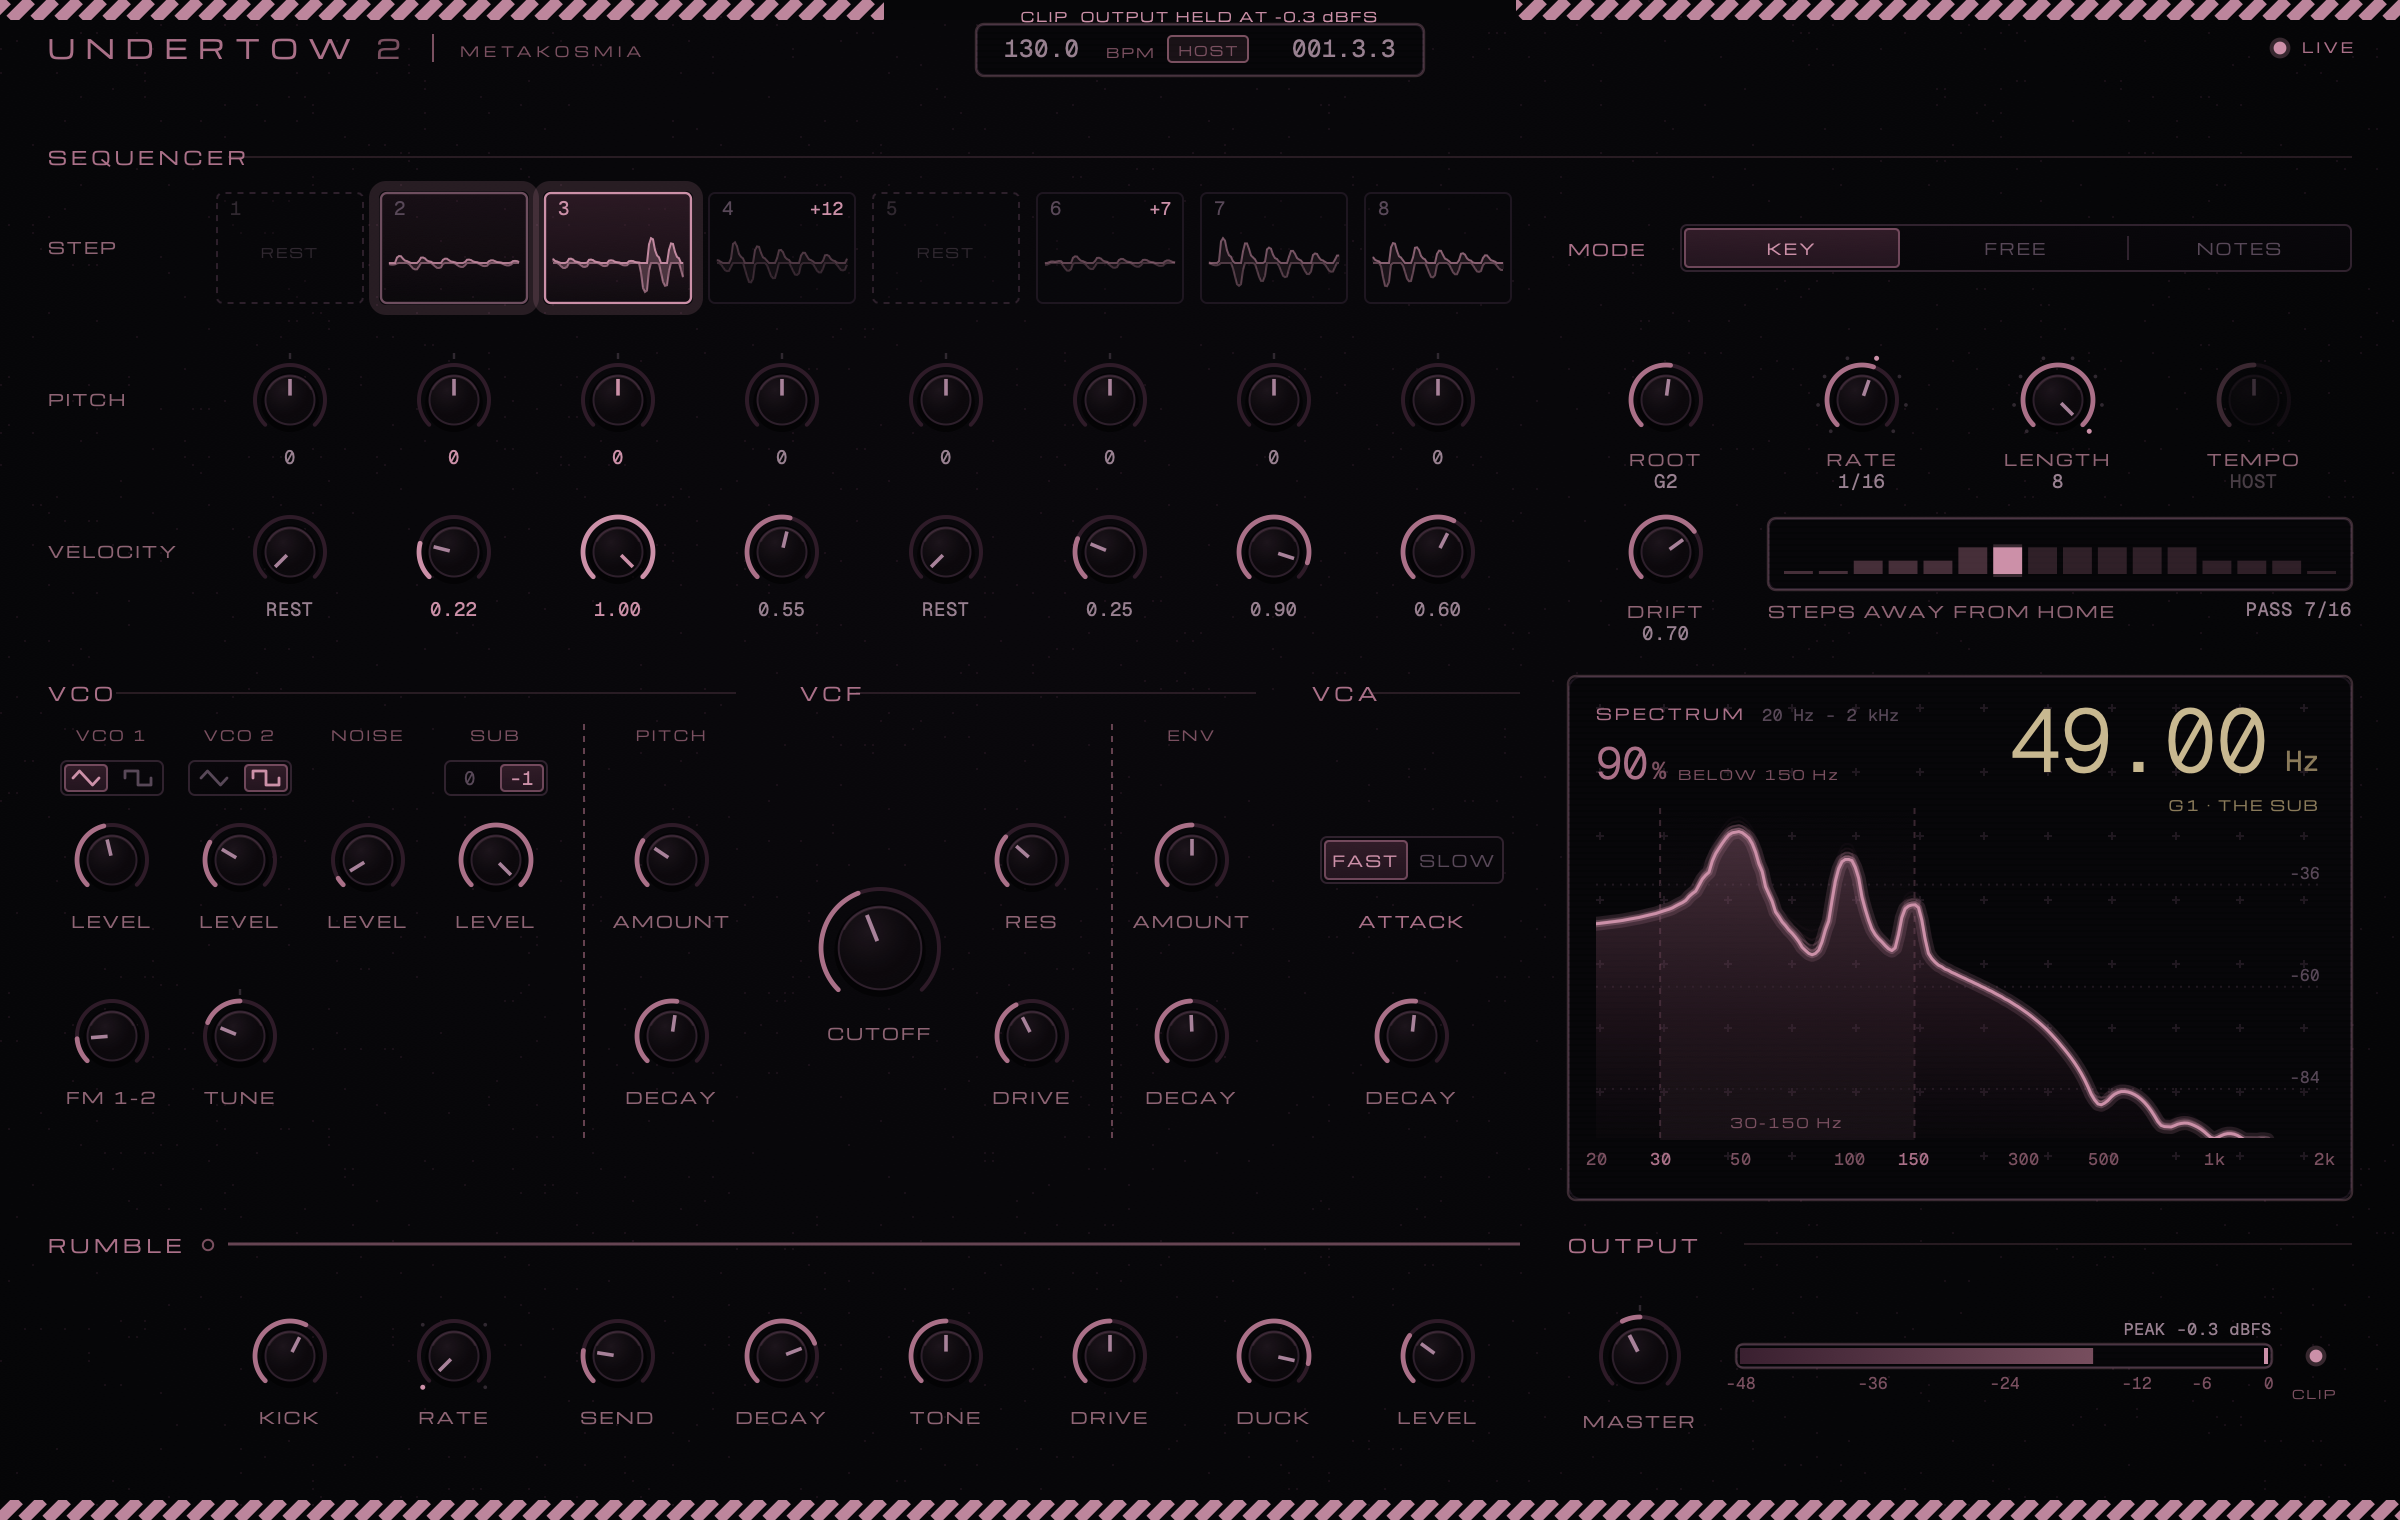 CLIP OUTPUT HELD AT -0.3 dBFS
UNDERTOW 2 METAKOSMIA
130.0 BPM HOST 001.3.3
LIVE
SEQUENCER
STEP
1 REST
2
3
4 +12
5 REST
6 +7
7
8
MODE KEY FREE NOTES
PITCH
0 0 0 0 0 0 0 0
ROOT RATE LENGTH TEMPO
G2 1/16 8 HOST
VELOCITY
REST 0.22 1.00 0.55 REST 0.25 0.90 0.60
DRIFT
0.70
STEPS AWAY FROM HOME PASS 7/16
VCO
VCO 1 VCO 2 NOISE SUB PITCH
0 -1
LEVEL LEVEL LEVEL LEVEL AMOUNT
FM 1-2 TUNE DECAY
VCF
ENV
CUTOFF
RES AMOUNT
DRIVE DECAY
VCA
FAST SLOW
ATTACK
DECAY
SPECTRUM 20 Hz - 2 kHz
90% BELOW 150 Hz
49.00 Hz
G1 · THE SUB
-36
-60
-84
30-150 Hz
20 30 50 100 150 300 500 1k 2k
RUMBLE
KICK RATE SEND DECAY TONE DRIVE DUCK LEVEL
OUTPUT
MASTER
PEAK -0.3 dBFS
-48 -36 -24 -12 -6 0
CLIP